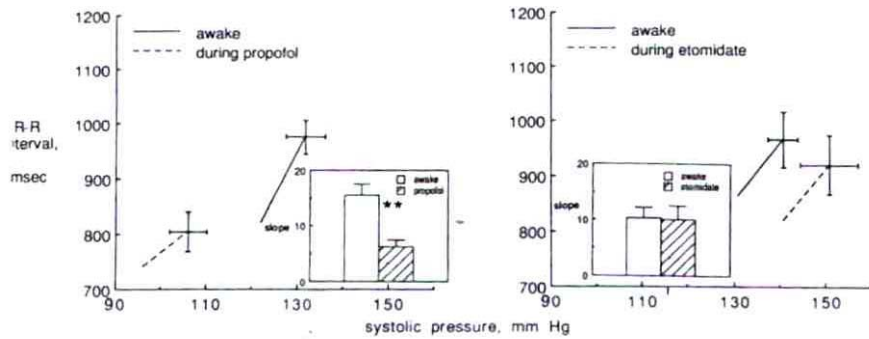 1200
1100
1000
900
800
700
R-R
terval,
msec
awake
during propofol
20
10
0
slope
awake
propofol
**
90
110
130
150
1200
1100
1000
900
800
700
awake
during etomidate
20
10
0
slope
awake
etomidate
90
110
130
150
systolic pressure, mm Hg